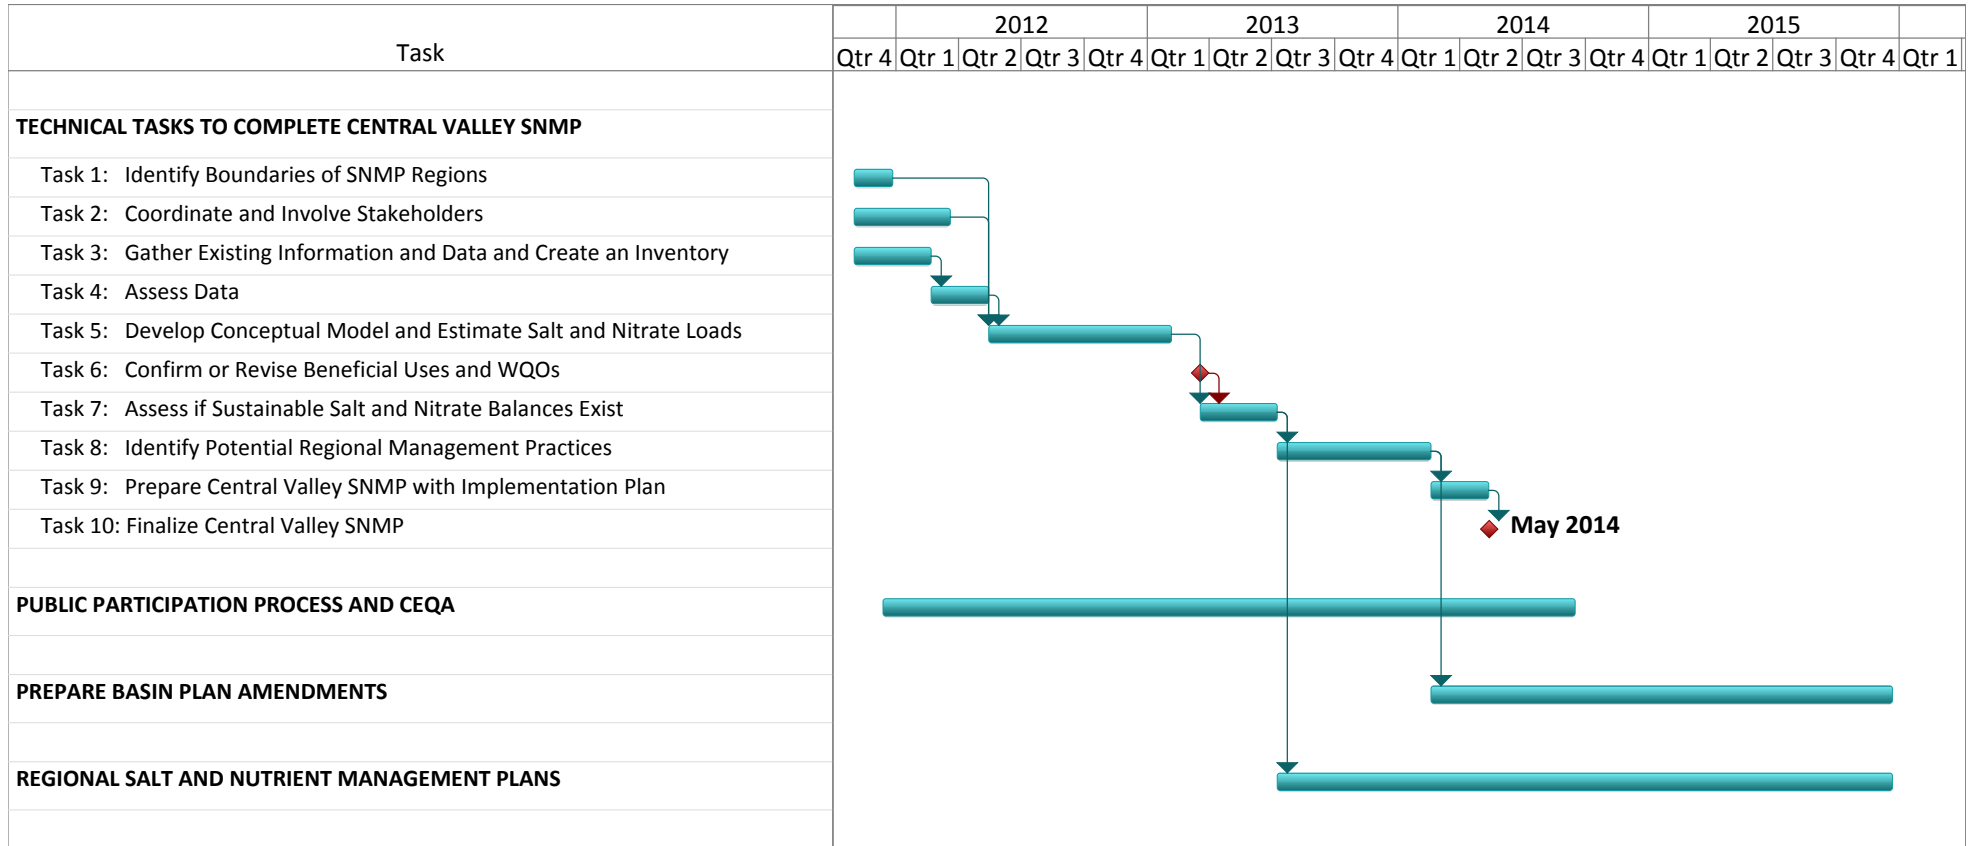 Task
2012 2013 2014 2015
Qtr 4 Qtr 1 Qtr 2 Qtr 3 Qtr 4 Qtr 1 Qtr 2 Qtr 3 Qtr 4 Qtr 1 Qtr 2 Qtr 3 Qtr 4 Qtr 1 Qtr 2 Qtr 3 Qtr 4 Qtr 1
TECHNICAL TASKS TO COMPLETE CENTRAL VALLEY SNMP
Task 1: Identify Boundaries of SNMP Regions
Task 2: Coordinate and Involve Stakeholders
Task 3: Gather Existing Information and Data and Create an Inventory
Task 4: Assess Data
Task 5: Develop Conceptual Model and Estimate Salt and Nitrate Loads
Task 6: Confirm or Revise Beneficial Uses and WQOs
Task 7: Assess if Sustainable Salt and Nitrate Balances Exist
Task 8: Identify Potential Regional Management Practices
Task 9: Prepare Central Valley SNMP with Implementation Plan
Task 10: Finalize Central Valley SNMP
May 2014
PUBLIC PARTICIPATION PROCESS AND CEQA
PREPARE BASIN PLAN AMENDMENTS
REGIONAL SALT AND NUTRIENT MANAGEMENT PLANS